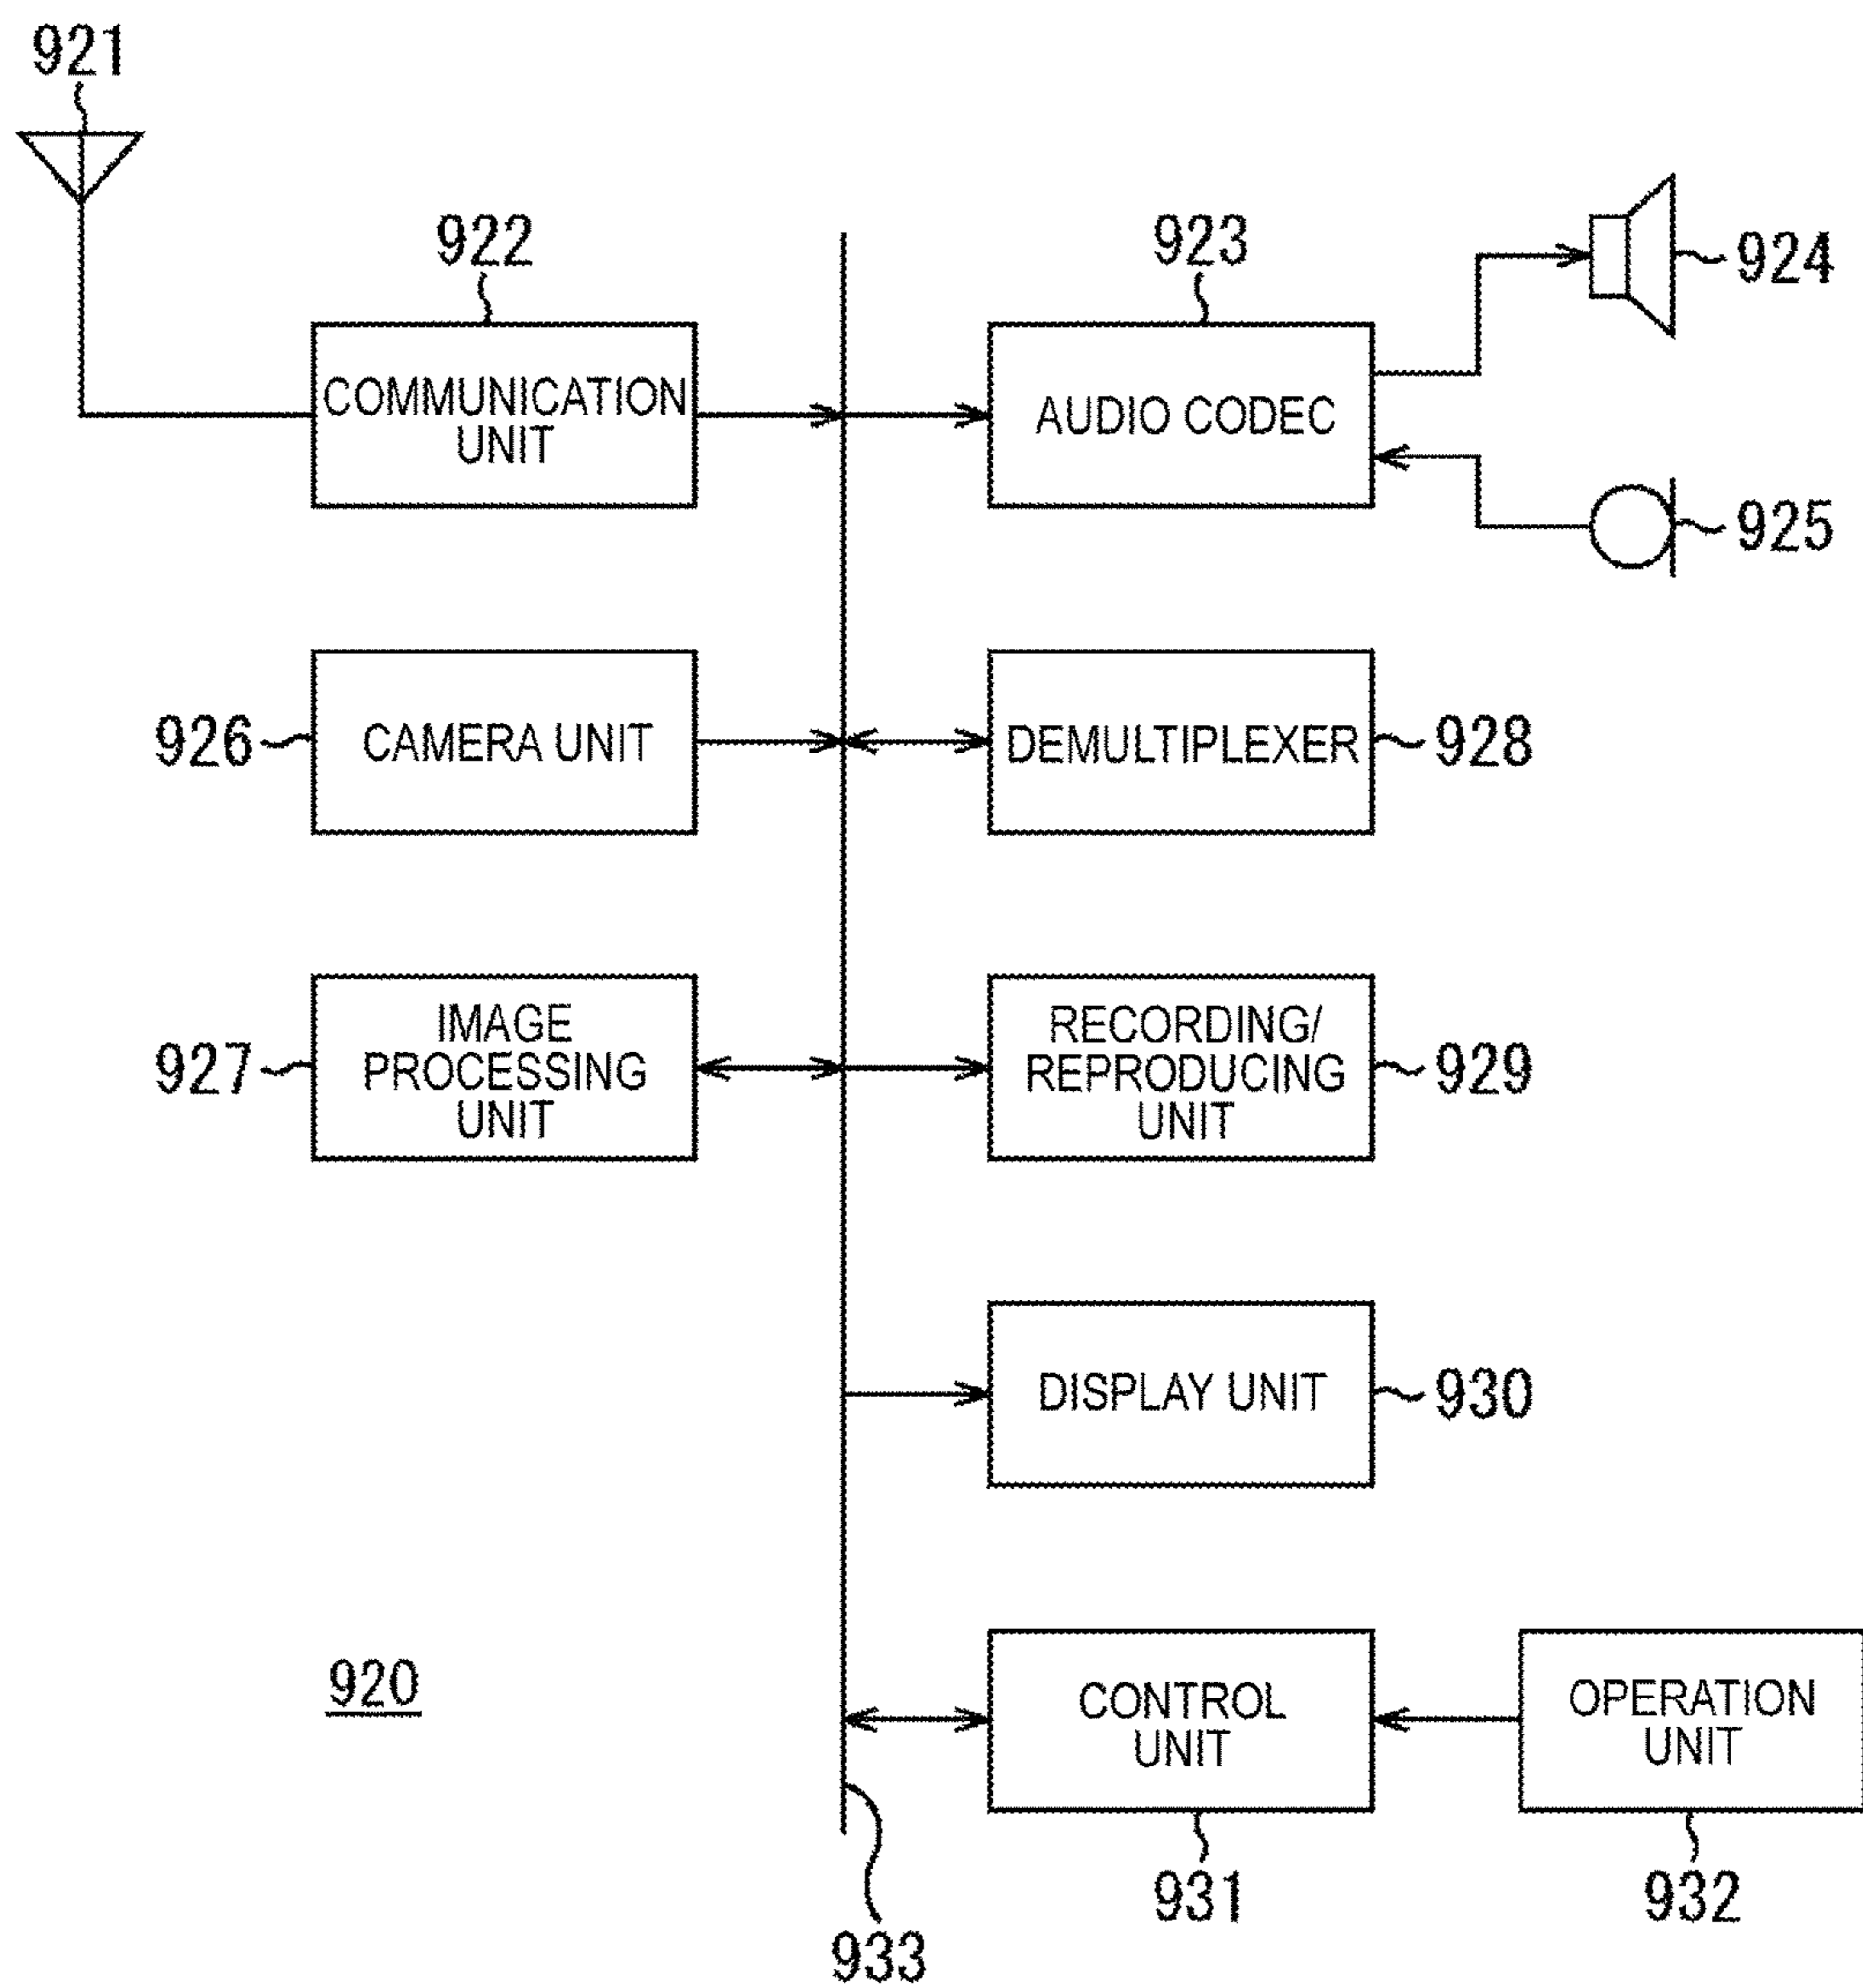 921
922
923
924
COMMUNICATION
UNIT
AUDIO CODEC
925
926
CAMERA UNIT
DEMULTIPLEXER
928
927
IMAGE
PROCESSING
UNIT
RECORDING/
REPRODUCING
UNIT
929
DISPLAY UNIT
930
920
CONTROL
UNIT
OPERATION
UNIT
931
932
933